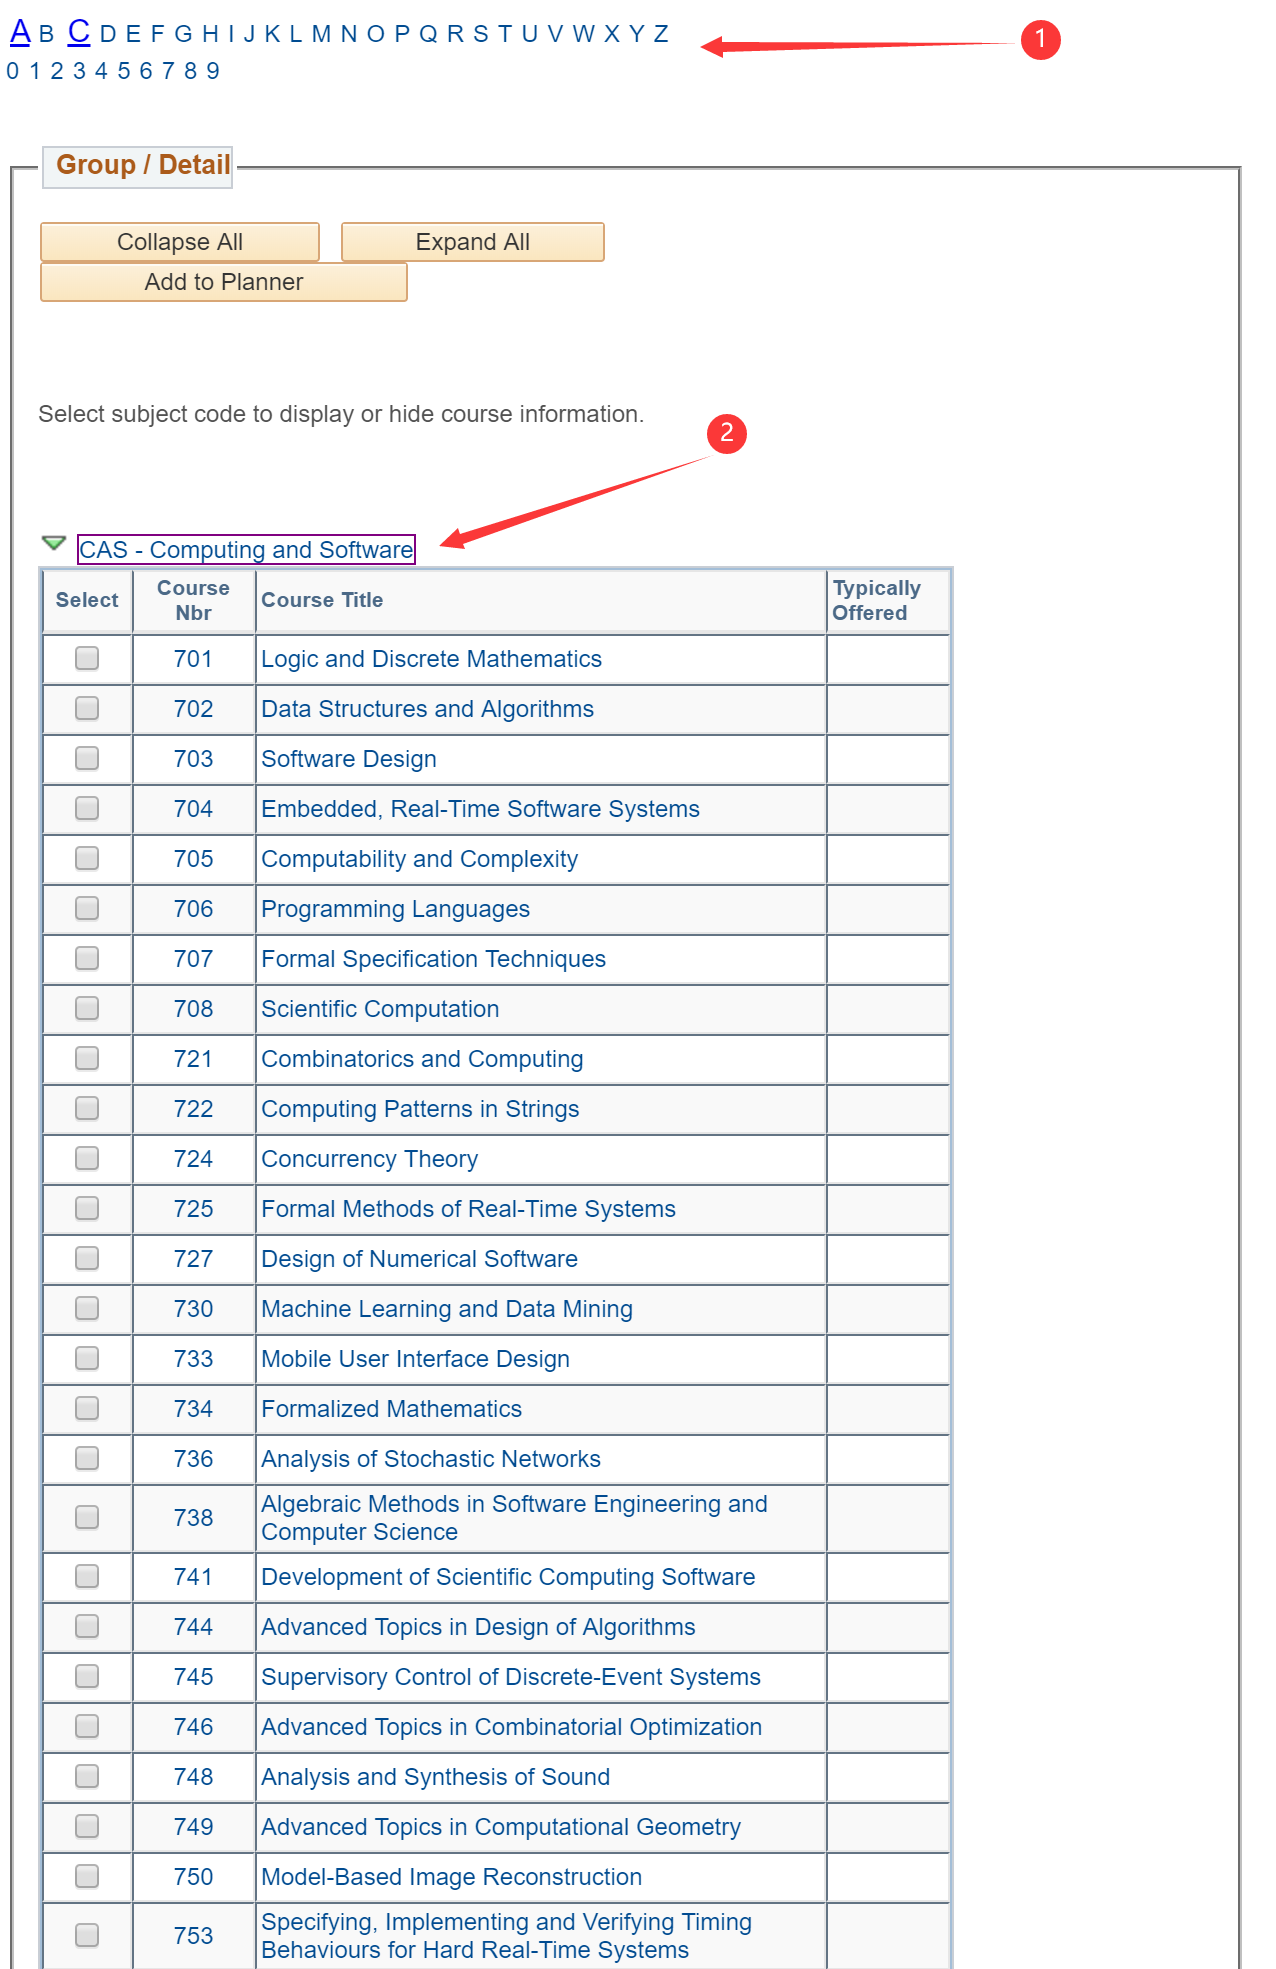 A B C D E F G H I J K L M N O P Q R S T U V W X Y Z
1
0 1 2 3 4 5 6 7 8 9
Group / Detail
Collapse All Expand All
Add to Planner
Select subject code to display or hide course information.
2
CAS - Computing and Software
Select Course Nbr Course Title Typically Offered
701 Logic and Discrete Mathematics
702 Data Structures and Algorithms
703 Software Design
704 Embedded, Real-Time Software Systems
705 Computability and Complexity
706 Programming Languages
707 Formal Specification Techniques
708 Scientific Computation
721 Combinatorics and Computing
722 Computing Patterns in Strings
724 Concurrency Theory
725 Formal Methods of Real-Time Systems
727 Design of Numerical Software
730 Machine Learning and Data Mining
733 Mobile User Interface Design
734 Formalized Mathematics
736 Analysis of Stochastic Networks
738 Algebraic Methods in Software Engineering and
Computer Science
741 Development of Scientific Computing Software
744 Advanced Topics in Design of Algorithms
745 Supervisory Control of Discrete-Event Systems
746 Advanced Topics in Combinatorial Optimization
748 Analysis and Synthesis of Sound
749 Advanced Topics in Computational Geometry
750 Model-Based Image Reconstruction
753 Specifying, Implementing and Verifying Timing
Behaviours for Hard Real-Time Systems